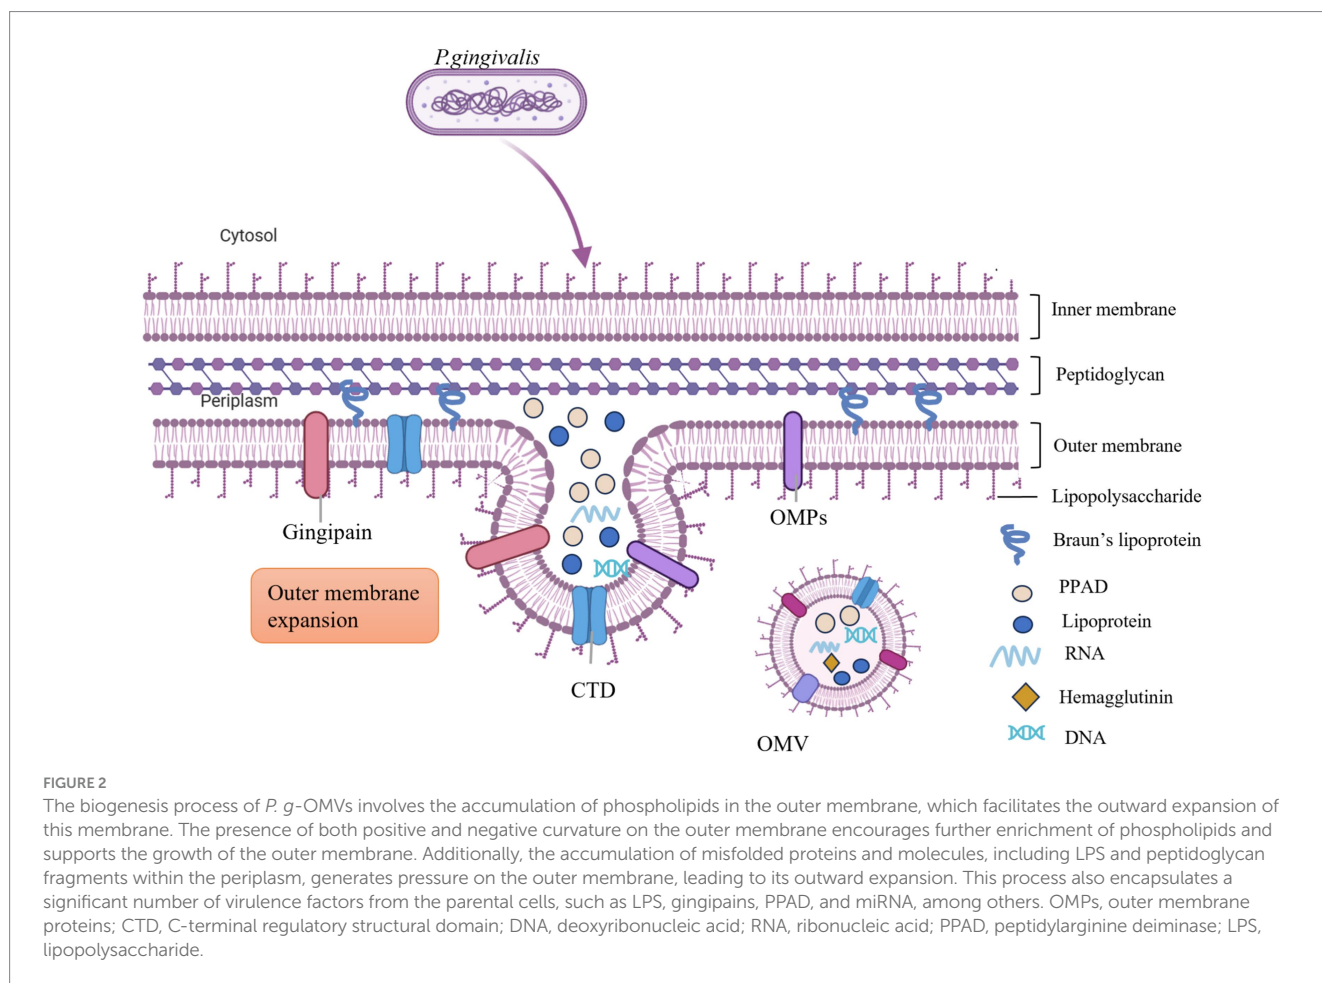 P.gingivalis
Cytosol
Inner membrane
Peptidoglycan
Periplasm
Outer membrane
Lipopolysaccharide
Gingipain
OMPs
Braun's lipoprotein
Outer membrane
expansion
PPAD
Lipoprotein
RNA
CTD
Hemagglutinin
OMV
DNA
FIGURE 2
The biogenesis process of P. g-OMVs involves the accumulation of phospholipids in the outer membrane, which facilitates the outward expansion of
this membrane. The presence of both positive and negative curvature on the outer membrane encourages further enrichment of phospholipids and
supports the growth of the outer membrane. Additionally, the accumulation of misfolded proteins and molecules, including LPS and peptidoglycan
fragments within the periplasm, generates pressure on the outer membrane, leading to its outward expansion. This process also encapsulates a
significant number of virulence factors from the parental cells, such as LPS, gingipains, PPAD, and miRNA, among others. OMPs, outer membrane
proteins; CTD, C-terminal regulatory structural domain; DNA, deoxyribonucleic acid; RNA, ribonucleic acid; PPAD, peptidylarginine deiminase; LPS,
lipopolysaccharide.